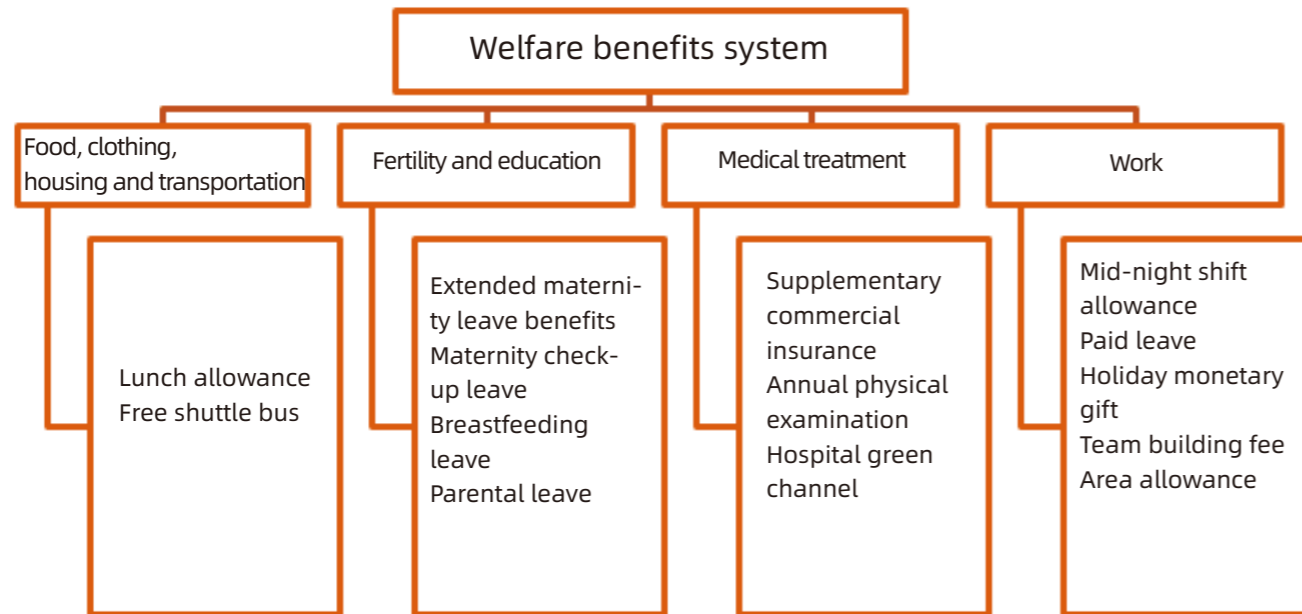 Welfare benefits system
Food, clothing,
housing and transportation
Fertility and education
Medical treatment
Work
Lunch allowance
Free shuttle bus
Extended materni-
ty leave benefits
Maternity check-
up leave
Breastfeeding
leave
Parental leave
Supplementary
commercial
insurance
Annual physical
examination
Hospital green
channel
Mid-night shift
allowance
Paid leave
Holiday monetary
gift
Team building fee
Area allowance